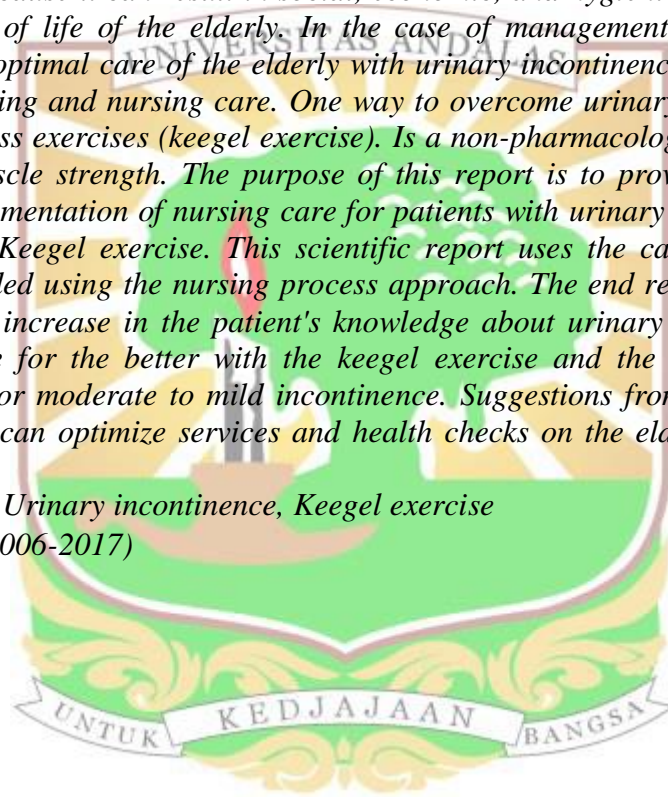 of life of the elderly. In the case of management
UNIVERSITAS ANDALAS
optimal care of the elderly with urinary incontinenc
ing and nursing care. One way to overcome urinary
ss exercises (keegel exercise). Is a non-pharmacolog
scle strength. The purpose of this report is to prov
mentation of nursing care for patients with urinary
Keegel exercise. This scientific report uses the ca
led using the nursing process approach. The end re
increase in the patient's knowledge about urinary
e for the better with the keegel exercise and the
or moderate to mild incontinence. Suggestions from
can optimize services and health checks on the eld
Urinary incontinence, Keegel exercise
006-2017)
UNTUK KEDJAJAAN BANGSA